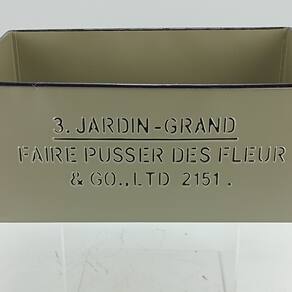 3. JARDIN-GRAND
FAIRE PUSSER DES FLEUR
& GO.,LTD 2151.